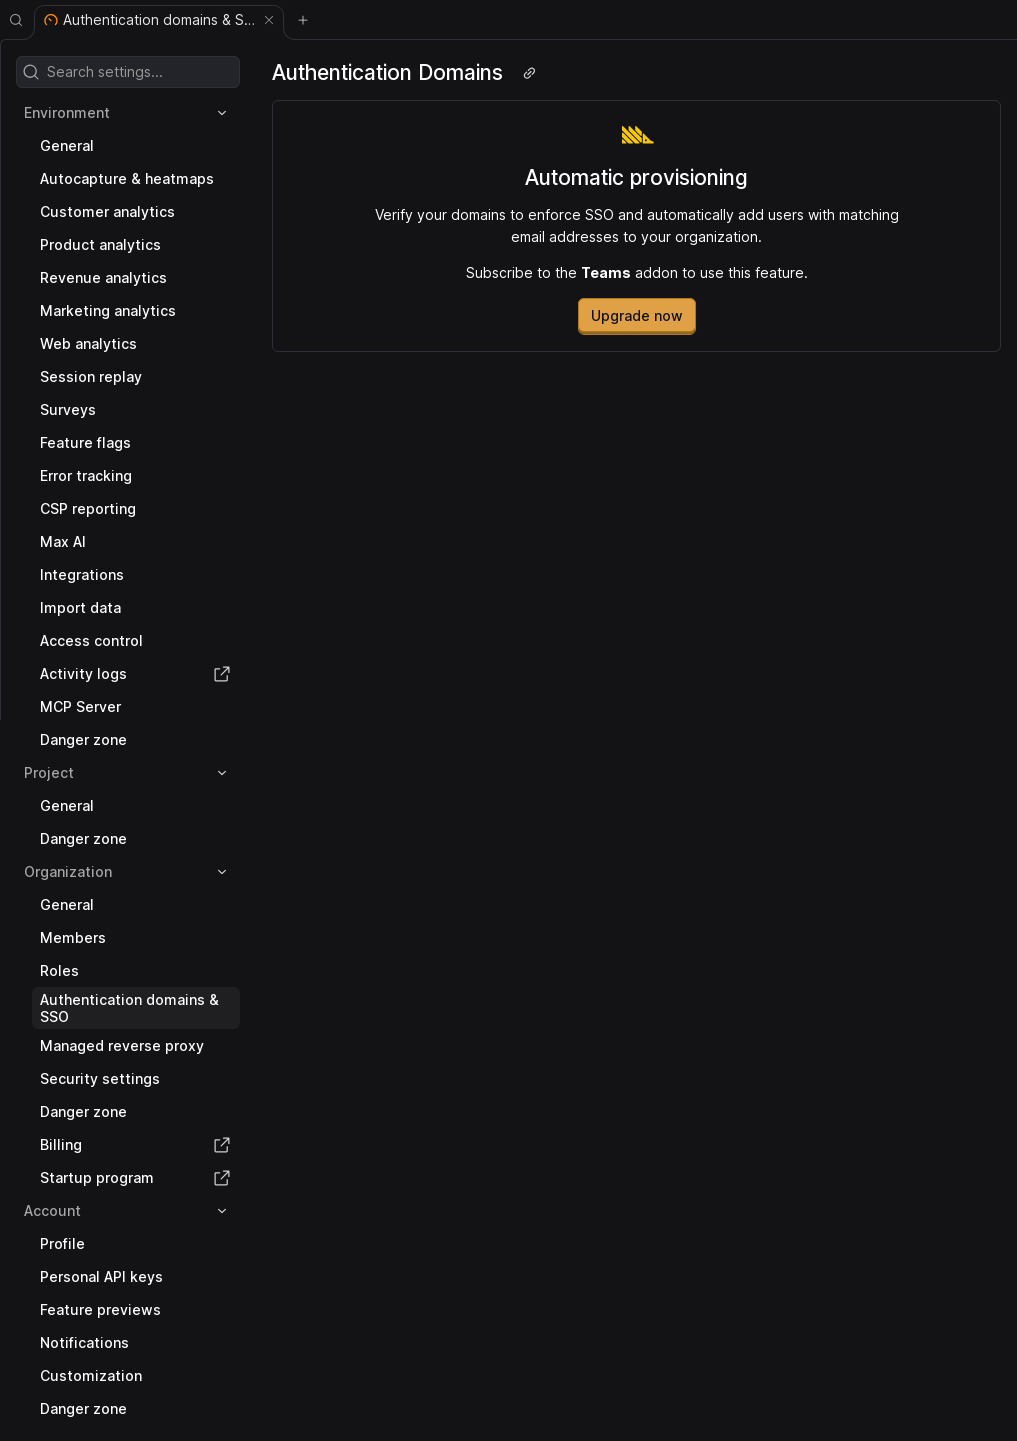 Authentication domains & S...
Search settings...
Environment
General
Autocapture & heatmaps
Customer analytics
Product analytics
Revenue analytics
Marketing analytics
Web analytics
Session replay
Surveys
Feature flags
Error tracking
CSP reporting
Max AI
Integrations
Import data
Access control
Activity logs
MCP Server
Danger zone
Project
General
Danger zone
Organization
General
Members
Roles
Authentication domains &
SSO
Managed reverse proxy
Security settings
Danger zone
Billing
Startup program
Account
Profile
Personal API keys
Feature previews
Notifications
Customization
Danger zone
Authentication Domains
Automatic provisioning
Verify your domains to enforce SSO and automatically add users with matching
email addresses to your organization.
Subscribe to the Teams addon to use this feature.
Upgrade now